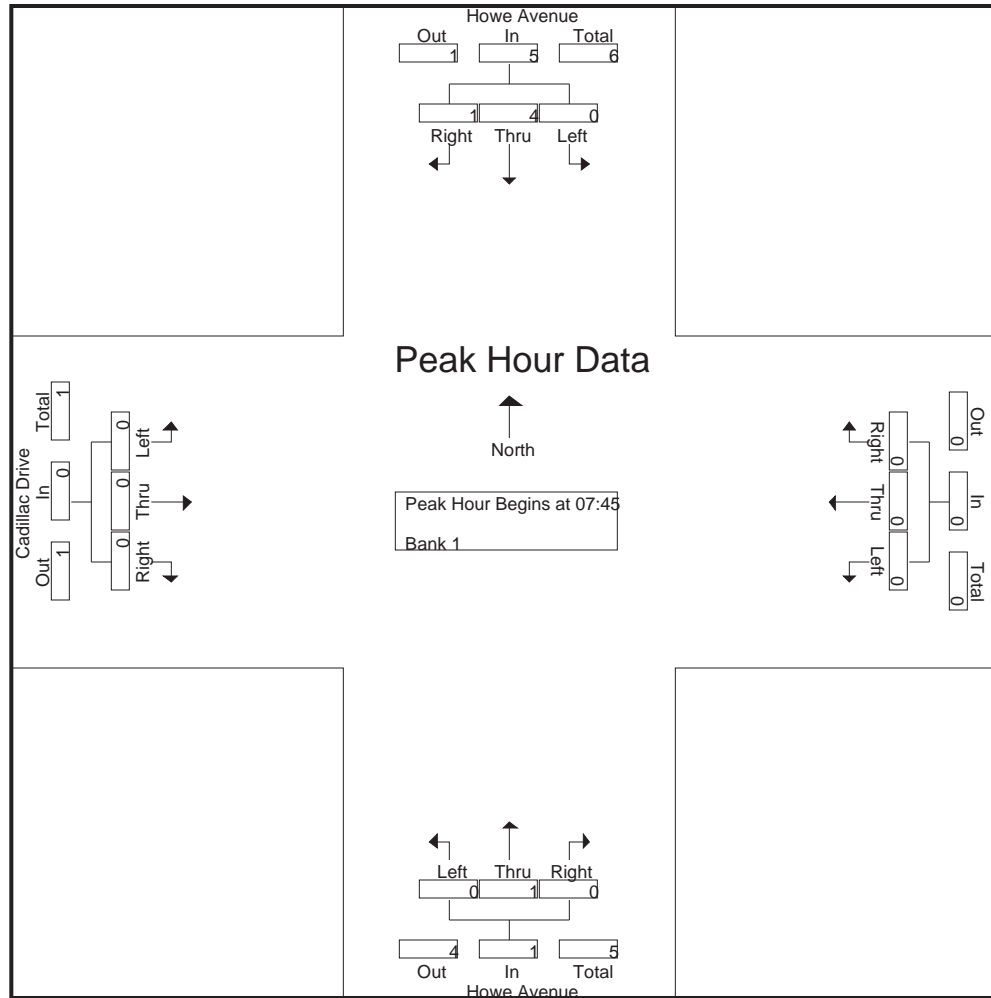 Howe Avenue
Out In Total
1 5 6
1 4 0
Right Thru Left
Peak Hour Data
North
Peak Hour Begins at 07:45
Bank 1
Cadillac Drive
Out In Total
1 0 1
0 0 0
Right Thru Left
Right Thru Left
0 0 0
Out In Total
0 0 0
Left Thru Right
0 1 0
4 1 5
Out In Total
Howe Avenue